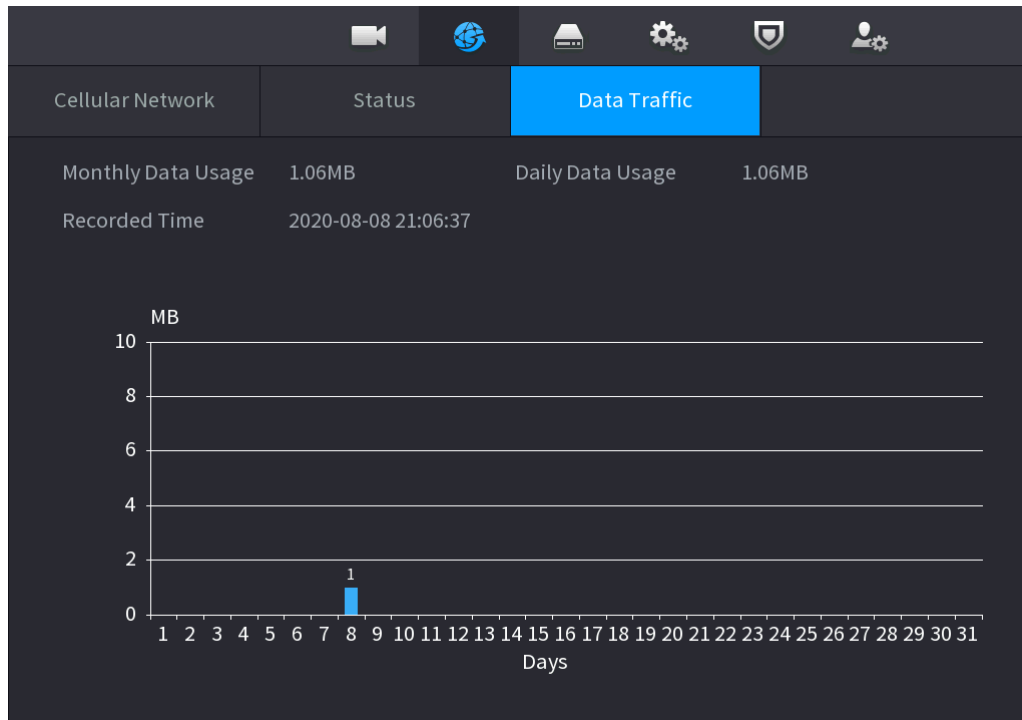 Cellular Network Status Data Traffic
Monthly Data Usage 1.06MB Daily Data Usage 1.06MB
Recorded Time 2020-08-08 21:06:37
MB
10
8
6
4
2
1
0
1 2 3 4 5 6 7 8 9 10 11 12 13 14 15 16 17 18 19 20 21 22 23 24 25 26 27 28 29 30 31
Days